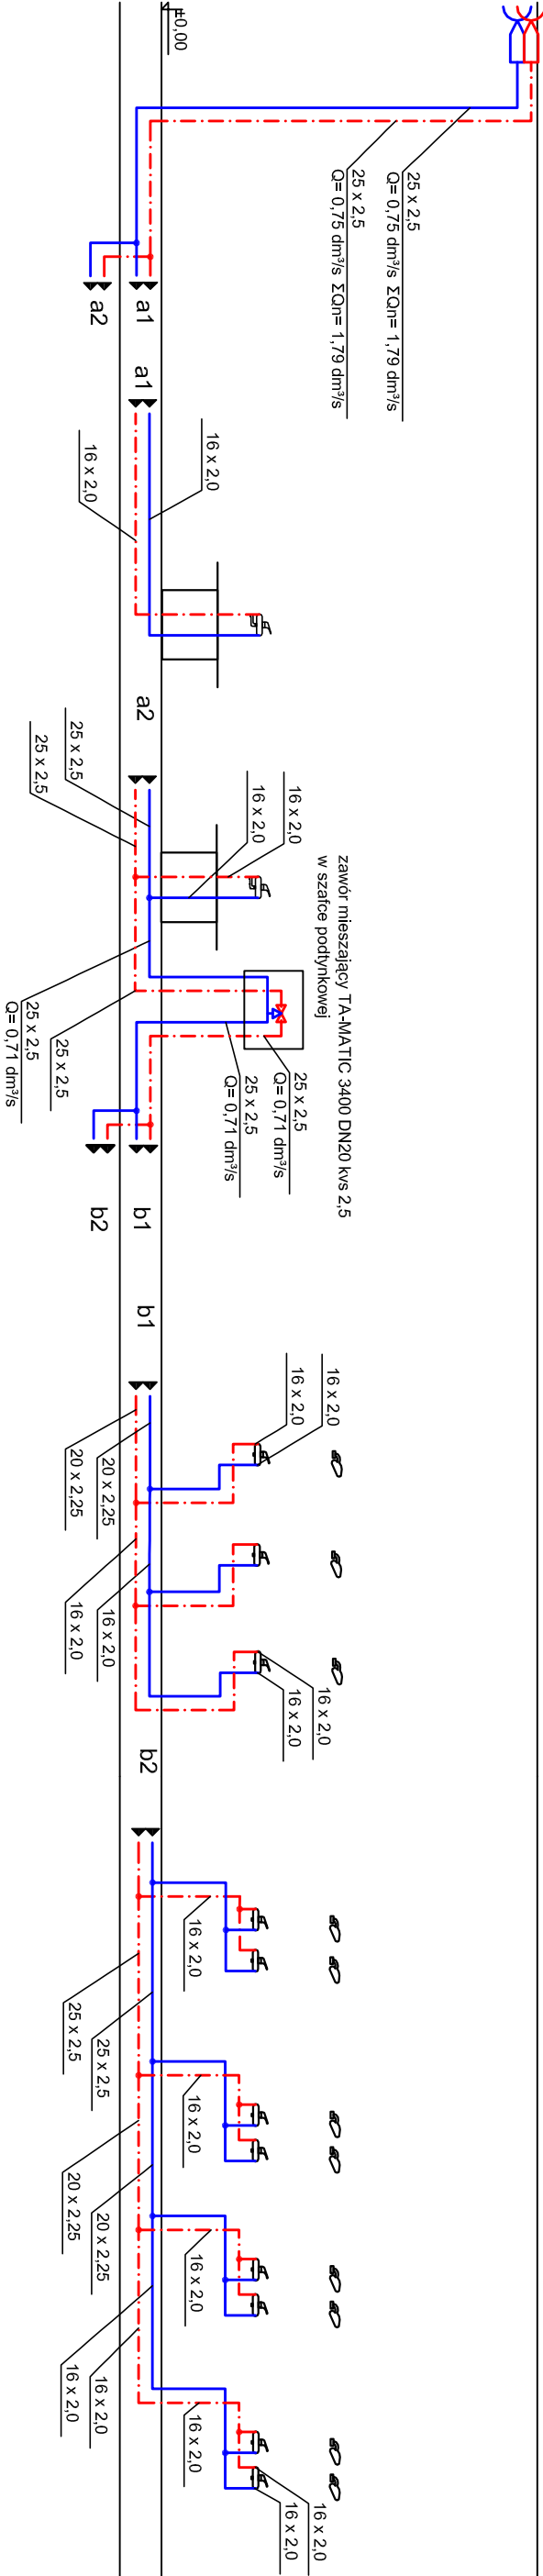 ±0,00
25 x 2,5
Q= 0,75 dm³/s ΣQn= 1,79 dm³/s
25 x 2,5
Q= 0,75 dm³/s ΣQn= 1,79 dm³/s
a1
a2
a1
16 x 2,0
16 x 2,0
a2
25 x 2,5
25 x 2,5
16 x 2,0
16 x 2,0
zawór mieszający TA-MATIC 3400 DN20 kvs 2,5
w szafce podtynkowej
25 x 2,5
Q= 0,71 dm³/s
25 x 2,5
25 x 2,5
Q= 0,71 dm³/s
25 x 2,5
Q= 0,71 dm³/s
b1
b2
b1
16 x 2,0
16 x 2,0
20 x 2,25
20 x 2,25
16 x 2,0
16 x 2,0
16 x 2,0
16 x 2,0
b2
16 x 2,0
25 x 2,5
25 x 2,5
16 x 2,0
20 x 2,25
20 x 2,25
16 x 2,0
16 x 2,0
16 x 2,0
16 x 2,0
16 x 2,0
16 x 2,0